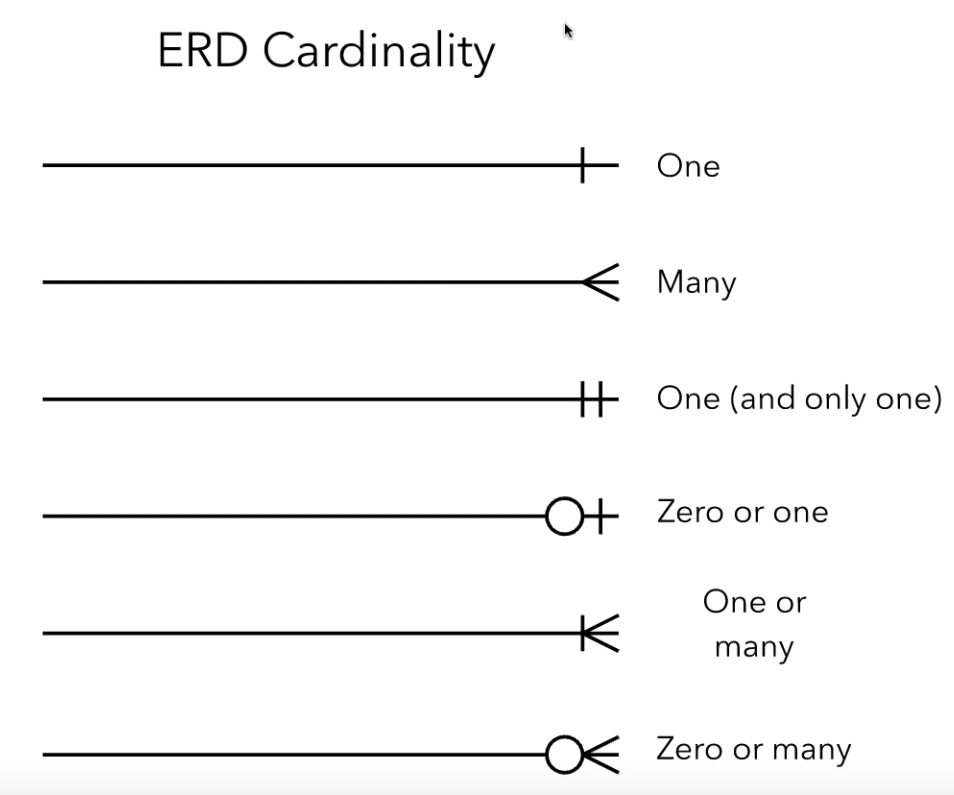 ERD Cardinality
One
Many
One (and only one)
Zero or one
One or
many
Zero or many